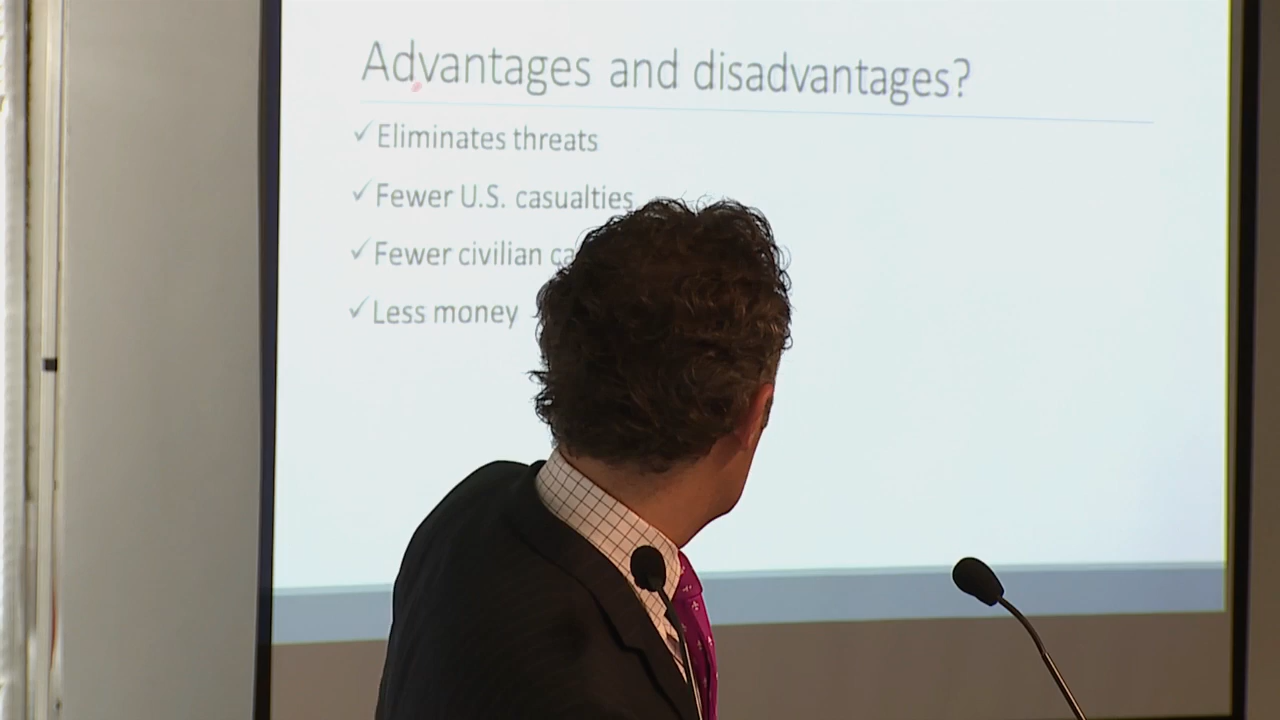 Advantages and disadvantages?
✓ Eliminates threats
✓ Fewer U.S. casualties
✓ Fewer civilian
✓ Less money